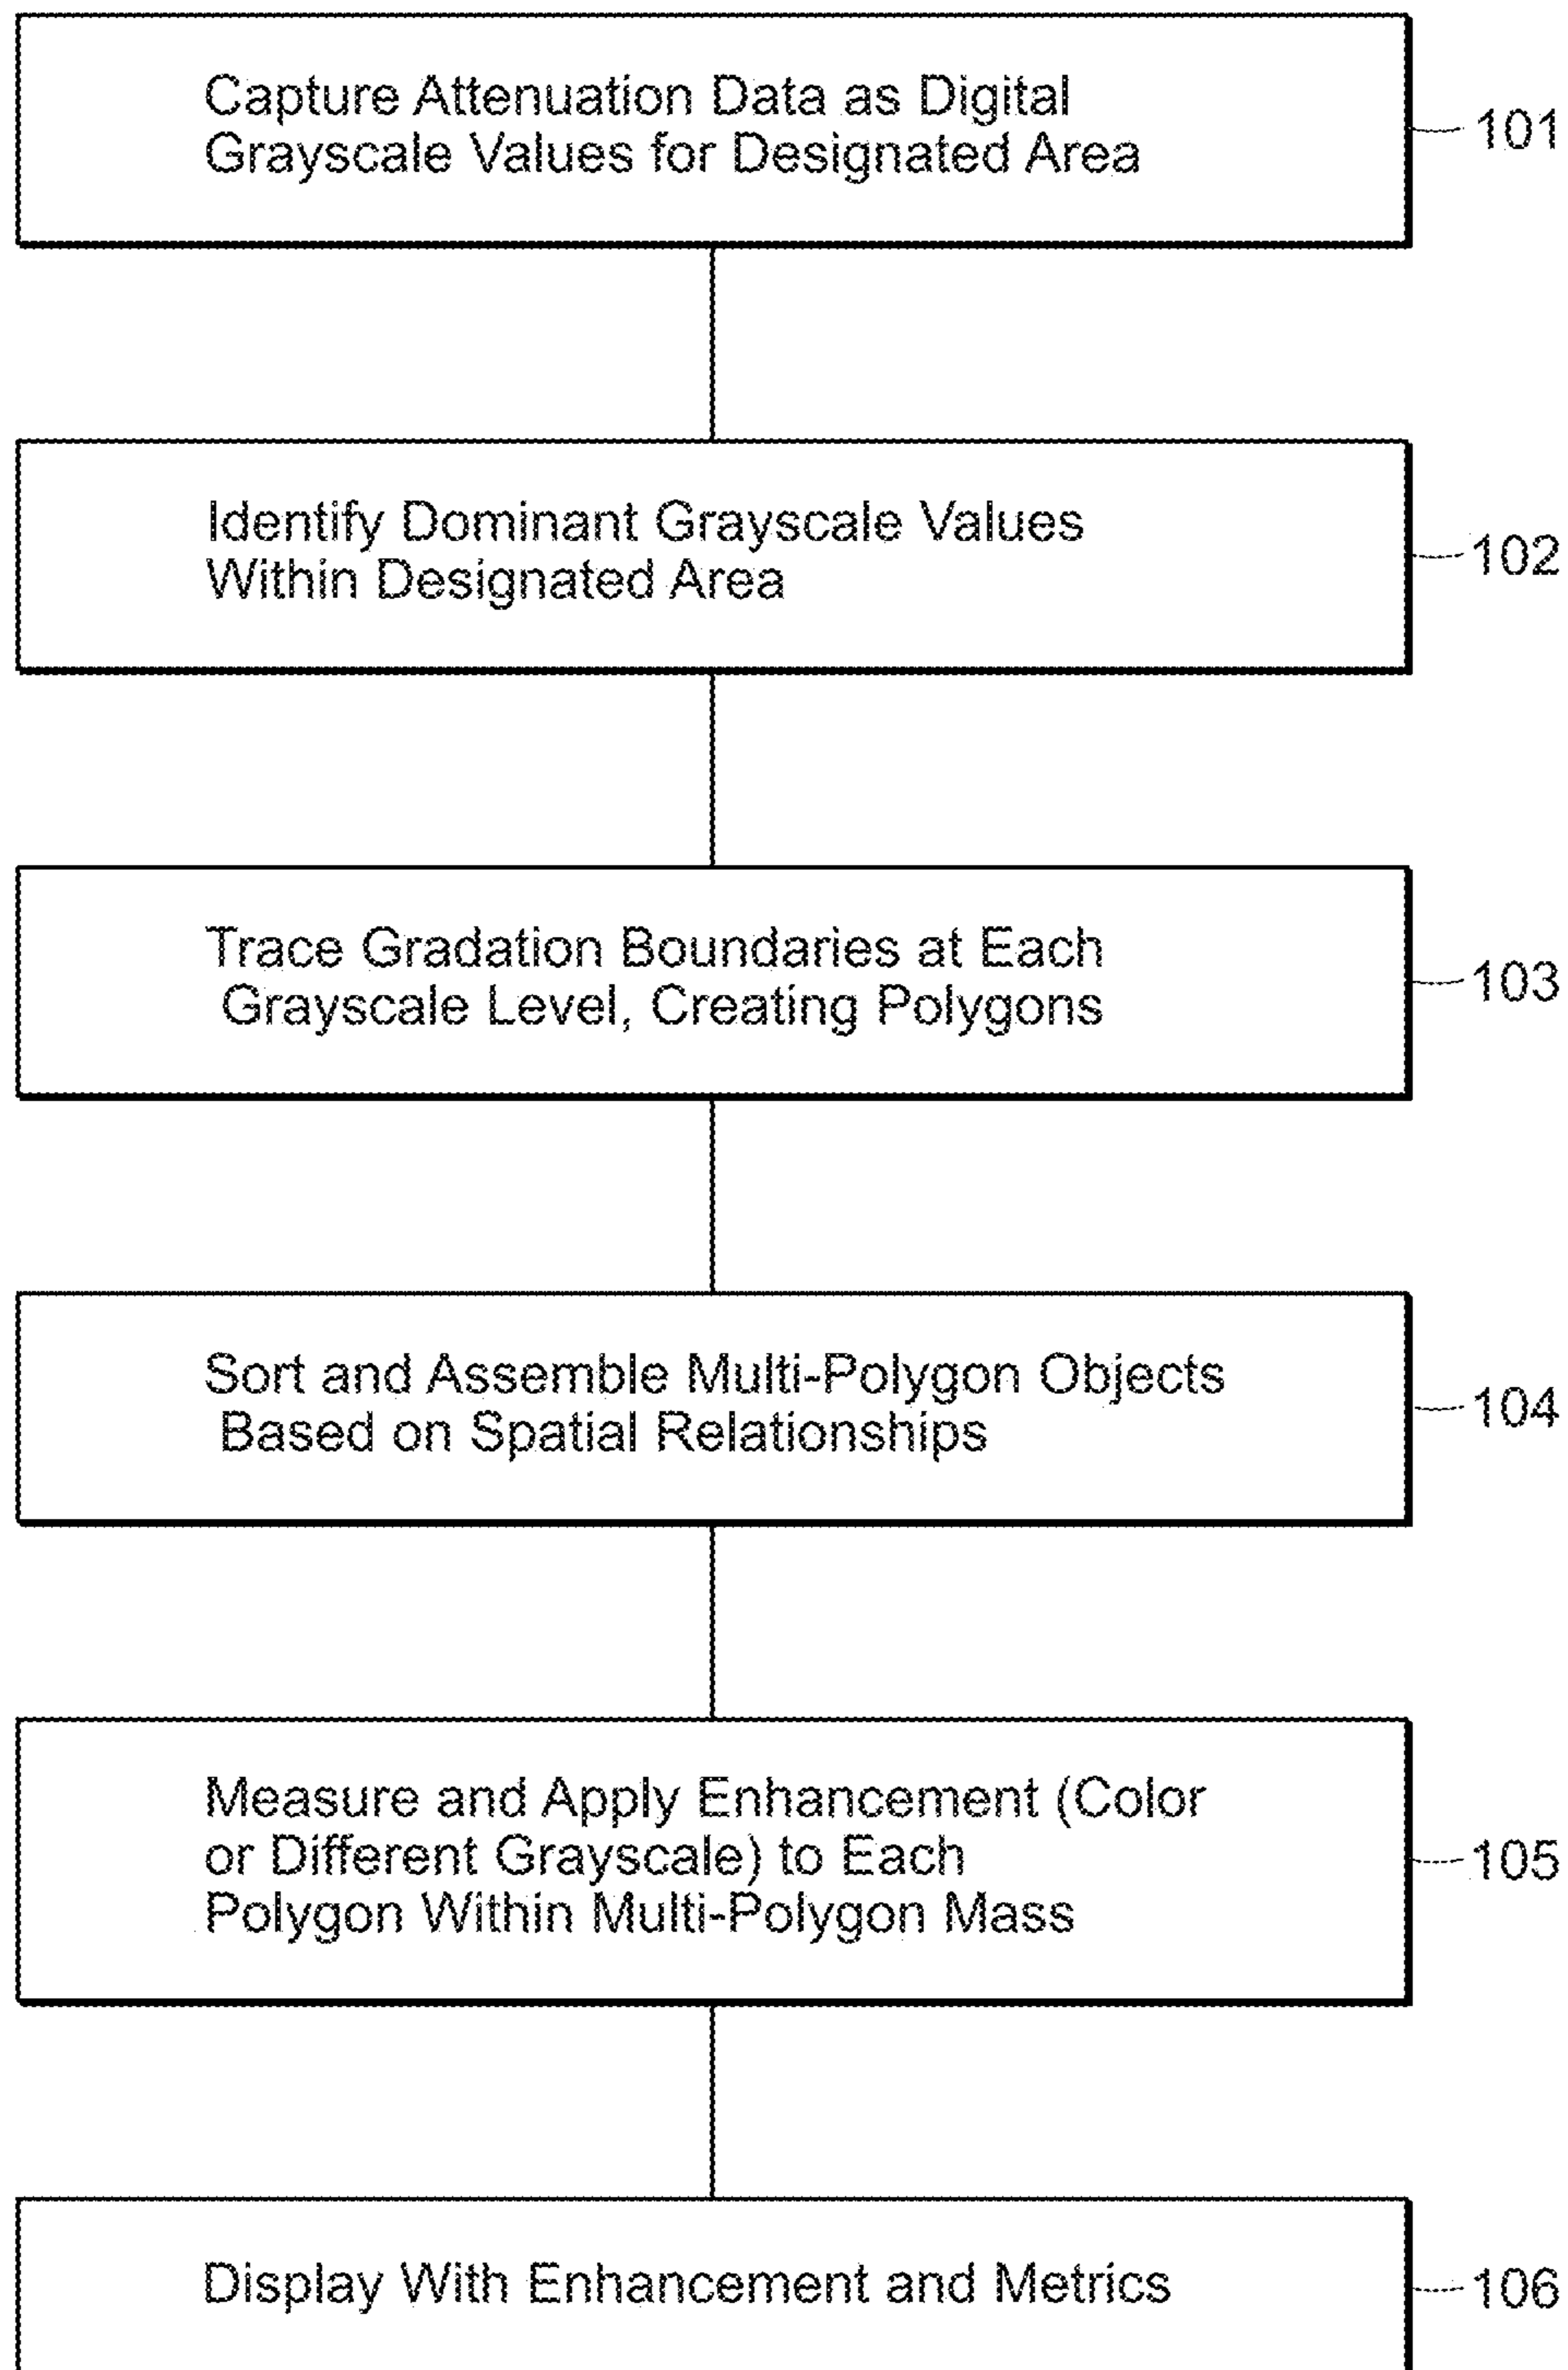 Capture Attenuation Data as Digital
Grayscale Values for Designated Area
101
Identify Dominant Grayscale Values
Within Designated Area
102
Trace Gradation Boundaries at Each
Grayscale Level, Creating Polygons
103
Sort and Assemble Multi-Polygon Objects
Based on Spatial Relationships
104
Measure and Apply Enhancement (Color
or Different Grayscale) to Each
Polygon Within Multi-Polygon Mass
105
Display With Enhancement and Metrics
106